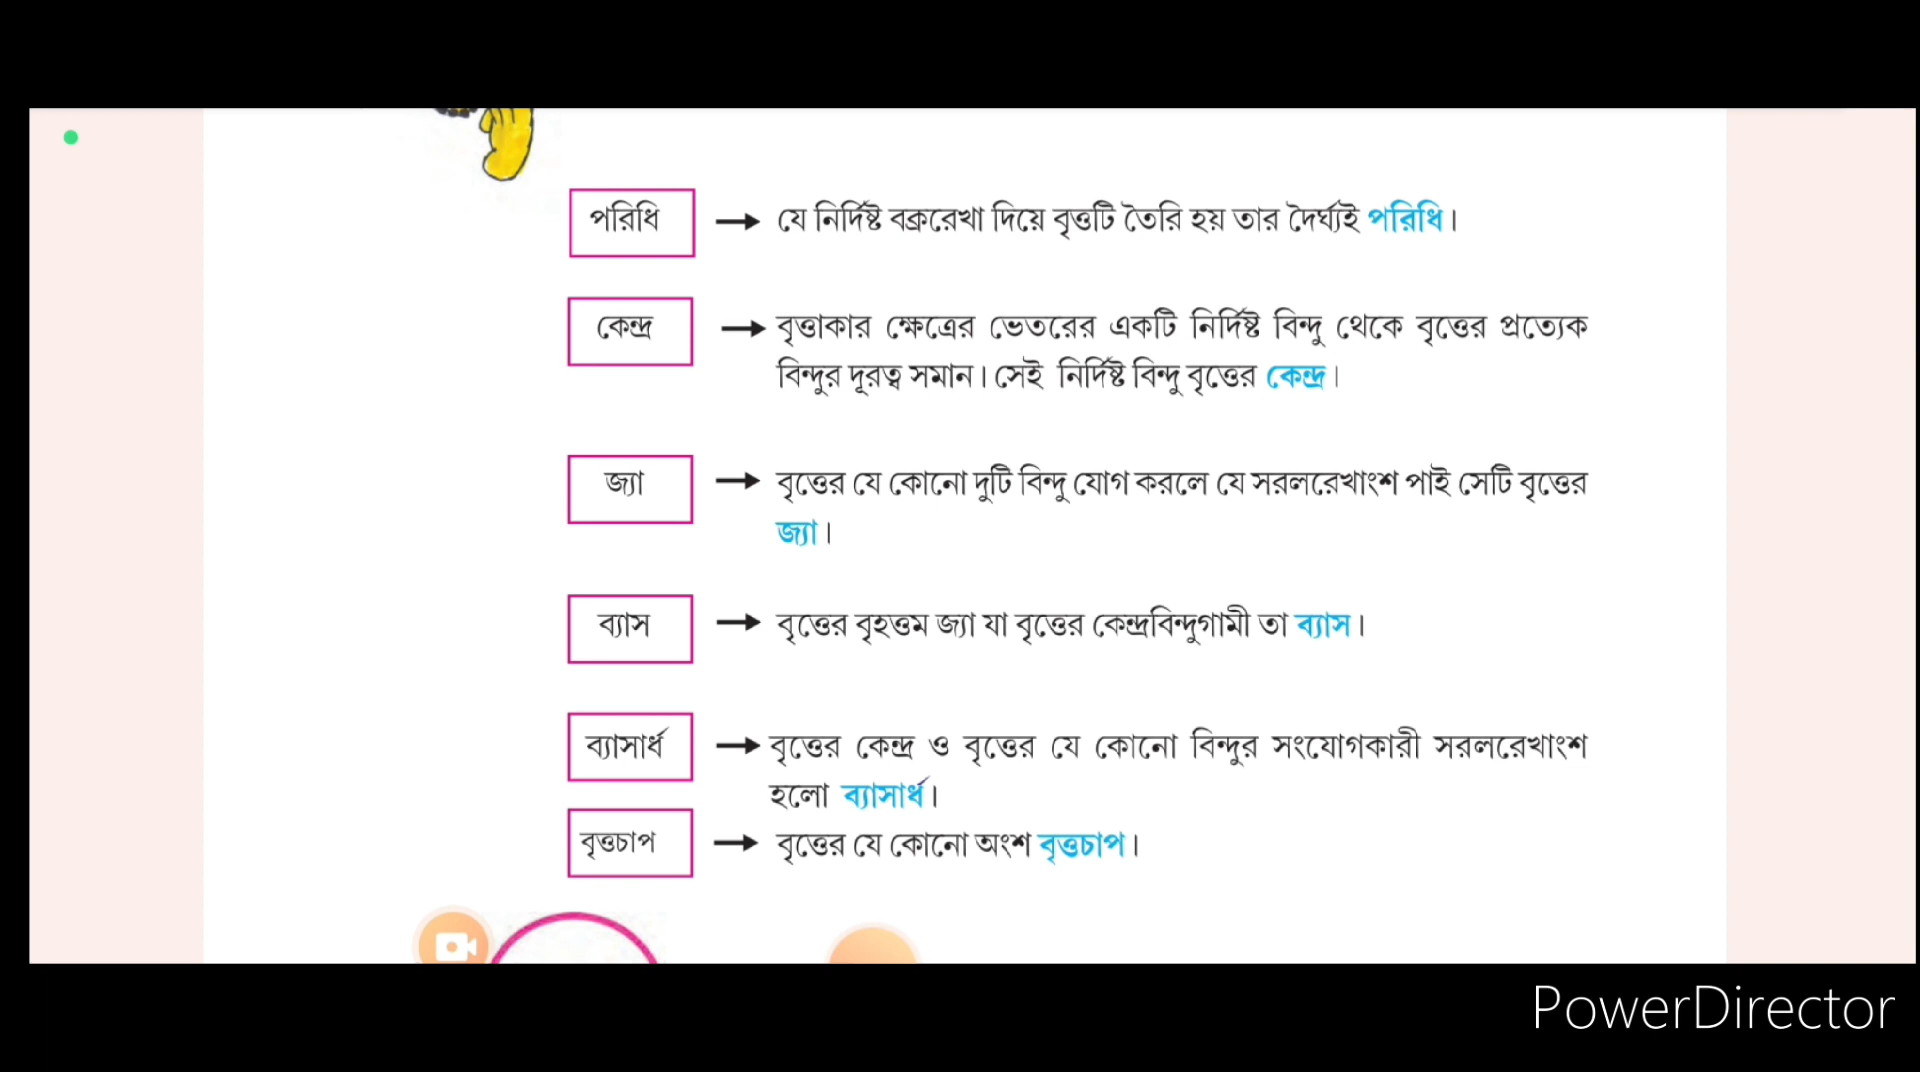 পরিধি → যে নির্দিষ্ট বক্ররেখা দিয়ে বৃত্তটি তৈরি হয় তার দৈর্ঘ্যই পরিধি।
কেন্দ্র → বৃত্তাকার ক্ষেত্রের ভেতরের একটি নির্দিষ্ট বিন্দু থেকে বৃত্তের প্রত্যেক
বিন্দুর দূরত্ব সমান। সেই নির্দিষ্ট বিন্দু বৃত্তের কেন্দ্র।
জ্যা → বৃত্তের যে কোনো দুটি বিন্দু যোগ করলে যে সরলরেখাংশ পাই সেটি বৃত্তের
জ্যা।
ব্যাস → বৃত্তের বৃহত্তম জ্যা যা বৃত্তের কেন্দ্রবিন্দুগামী তা ব্যাস।
ব্যাসার্ধ → বৃত্তের কেন্দ্র ও বৃত্তের যে কোনো বিন্দুর সংযোগকারী সরলরেখাংশ
হলো ব্যাসার্ধ।
বৃত্তচাপ → বৃত্তের যে কোনো অংশ বৃত্তচাপ।
PowerDirector